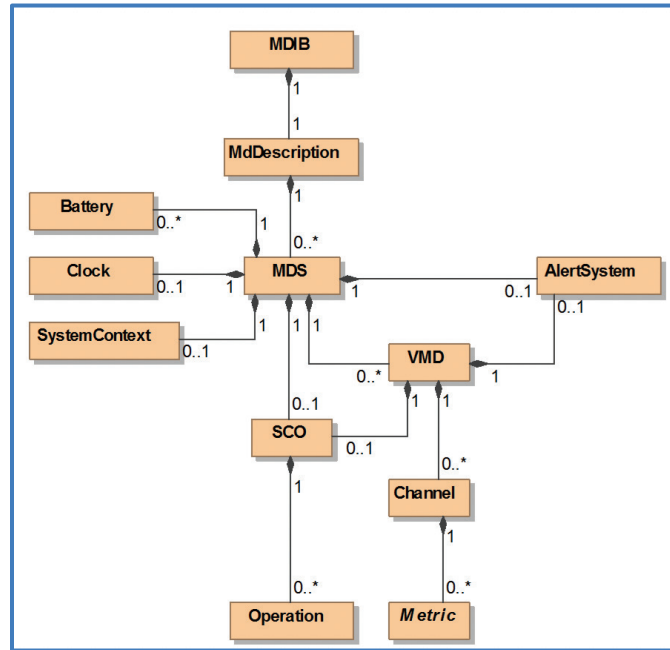 MDIB
1
1
MdDescription
1
Battery
0..*
1
0..*
Clock
0..1
1
MDS
1
0..1
AlertSystem
SystemContext
0..1
1
1
1
0..1
0..*
VMD
1
0..1
1
1
SCO
0..1
1
0..*
Channel
1
0..*
0..*
Operation
Metric